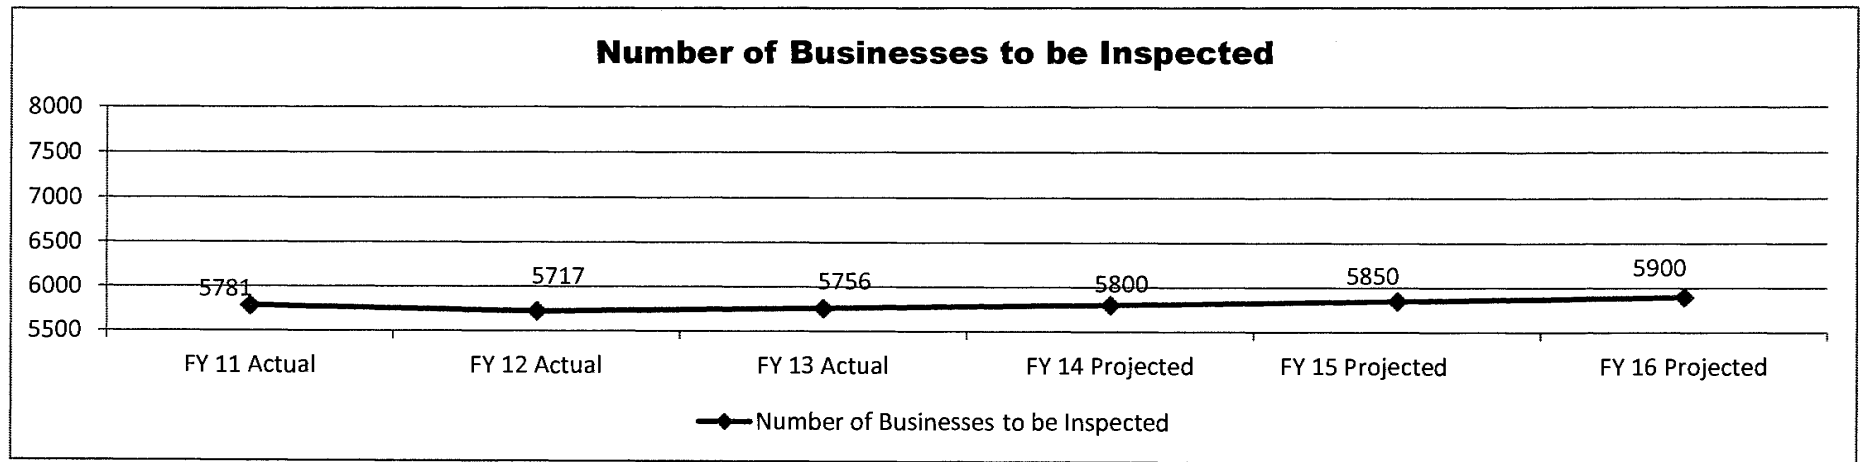 Number of Businesses to be Inspected
8000
7500
7000
6500
6000
5500
5781
5717
5756
5800
5850
5900
FY 11 Actual
FY 12 Actual
FY 13 Actual
FY 14 Projected
FY 15 Projected
FY 16 Projected
Number of Businesses to be Inspected